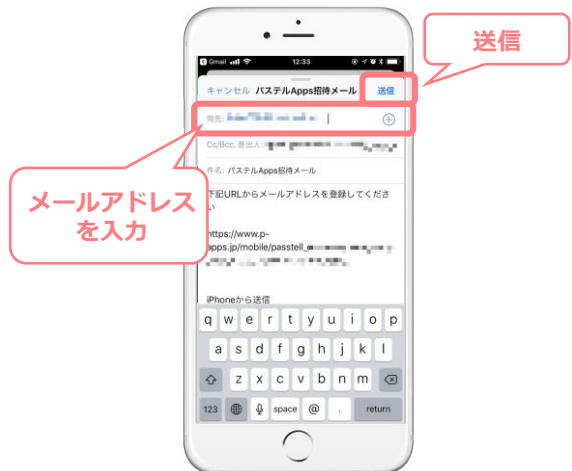 送信
Gmail 12:33
キャンセル パステルApps招待メール 送信
宛先:
Cc/Bcc, 差出人:
件名: パステルApps招待メール
下記URLからメールアドレスを登録してくださ
い
https://www.p-
apps.jp/mobile/passtell_
iPhoneから送信
メールアドレス
を入力
q w e r t y u i o p
a s d f g h j k l
z x c v b n m
123 space @ . return